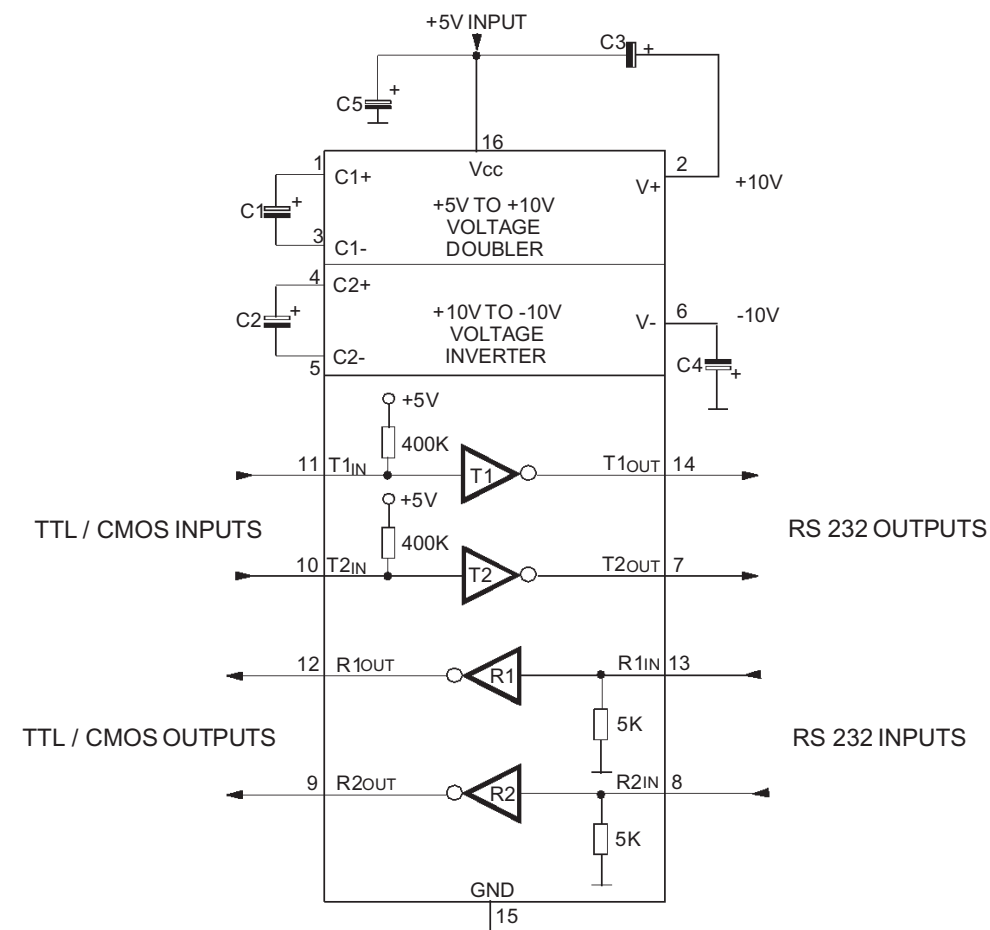 +5V INPUT
C3
+
+
C5
16
1
Vcc
2
C1+
V+
+10V
+5V TO +10V
VOLTAGE
DOUBLER
C1
+
3
C1-
4
C2+
+10V TO -10V
VOLTAGE
INVERTER
V-
6
-10V
C2
+
C2-
5
C4
+
+5V
400K
11
T1IN
T1
T1OUT
14
+5V
TTL / CMOS INPUTS
RS 232 OUTPUTS
400K
10
T2IN
T2
T2OUT
7
12
R1OUT
R1
R1IN
13
5K
TTL / CMOS OUTPUTS
RS 232 INPUTS
9
R2OUT
R2
R2IN
8
5K
GND
15